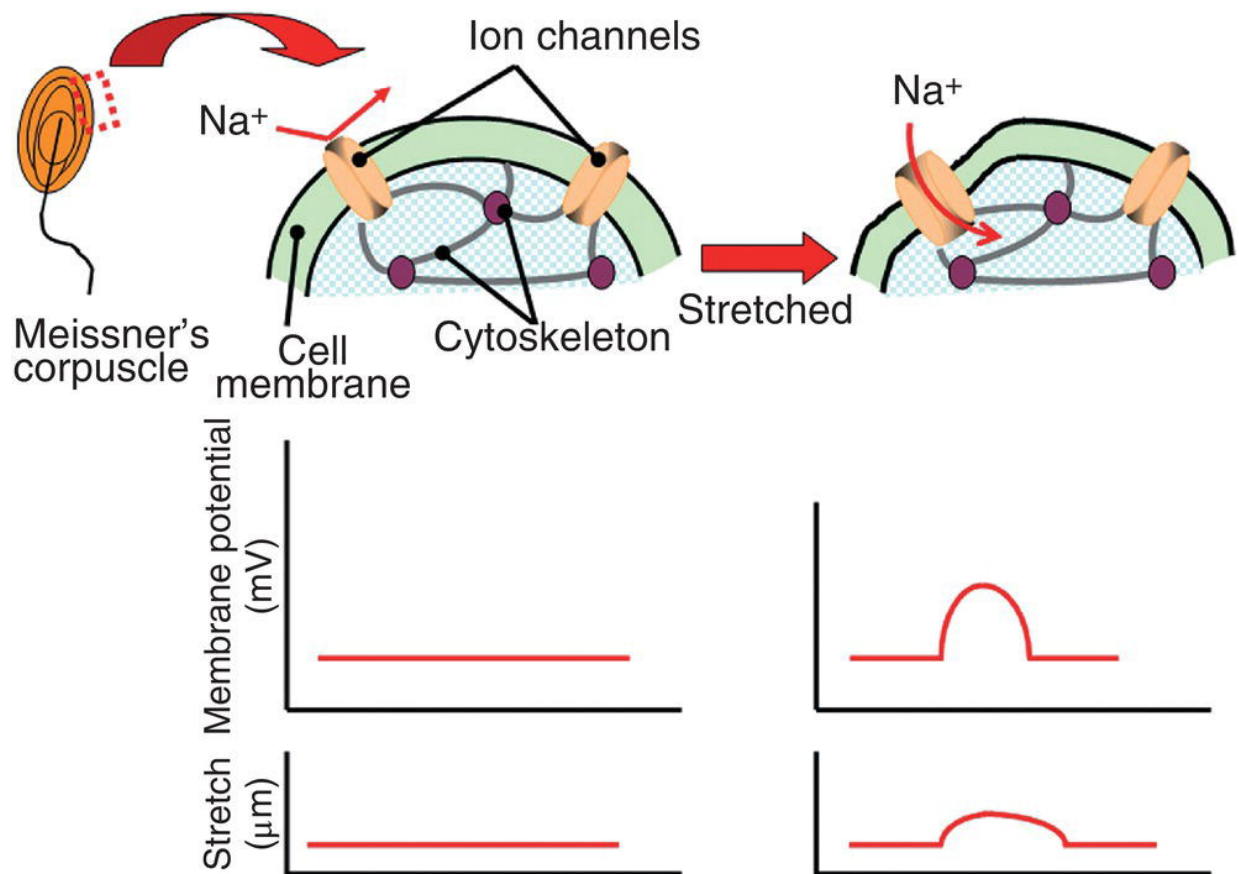 Ion channels
Na⁺
Na⁺
Stretched
Meissner's
corpuscle
Cell
membrane
Cytoskeleton
Membrane potential
(mV)
Stretch
(μm)